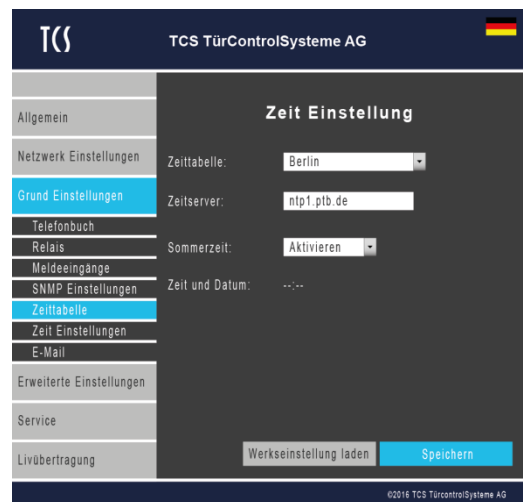 TCS
TCS TürControlSysteme AG
Allgemein
Netzwerk Einstellungen
Grund Einstellungen
Telefonbuch
Relais
Meldeeingänge
SNMP Einstellungen
Zeittabelle
Zeit Einstellungen
E-Mail
Erweiterte Einstellungen
Service
Livübertragung
Zeit Einstellung
Zeittabelle: Berlin
Zeitserver: ntp1.ptb.de
Sommerzeit: Aktivieren
Zeit und Datum: --:--
Werkseinstellung laden Speichern
©2016 TCS TürcontrolSysteme AG